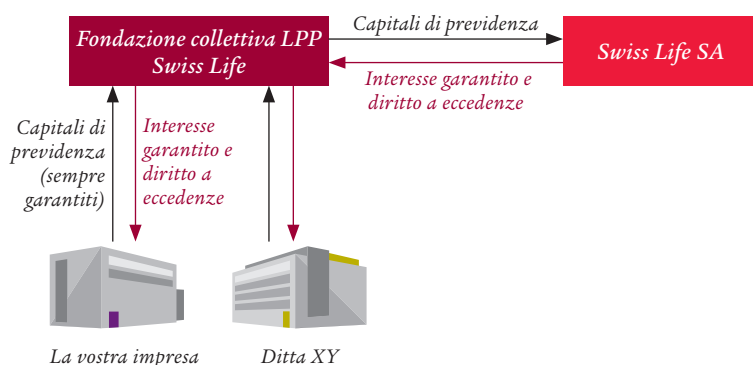 Fondazione collettiva LPP
Swiss Life
Capitali di previdenza
Swiss Life SA
Interesse garantito e
diritto a eccedenze
Capitali di
previdenza
(sempre
garantiti)
Interesse
garantito e
diritto a
eccedenze
La vostra impresa
Ditta XY